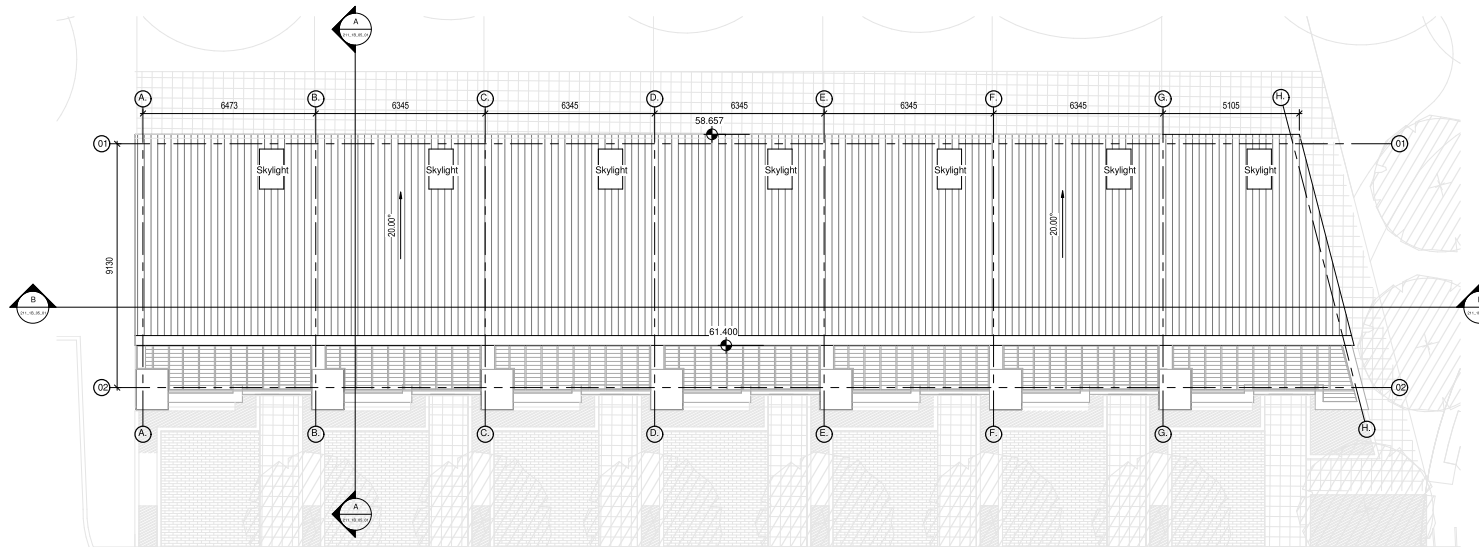 A
A. B. C. D. E. F. G. H.
6473 6345 6345 6345 6345 6345 5105
58.657
01 01
Skylight Skylight Skylight Skylight Skylight Skylight Skylight
20.00° 20.00°
9130
B
61.400
02 02
A. B. C. D. E. F. G. H.
A